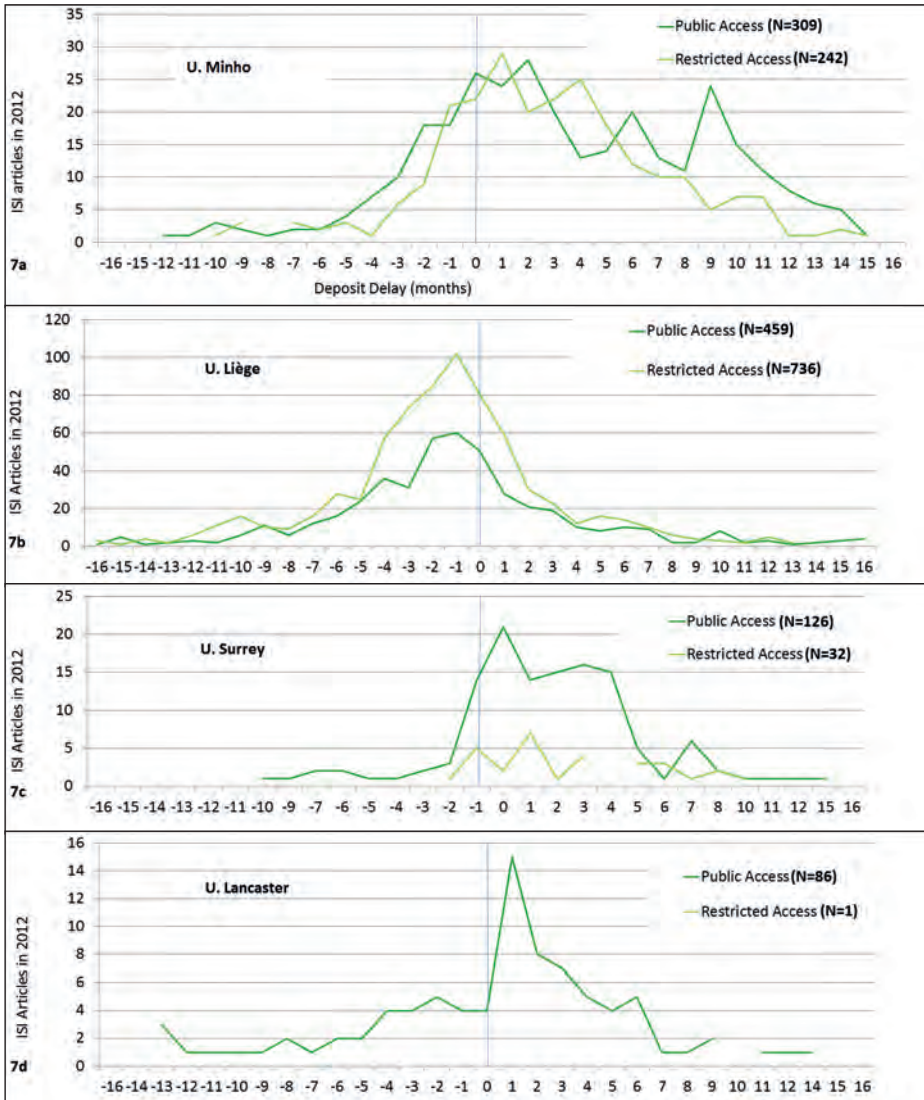 35
30
25
20
15
10
5
0
ISI articles in 2012
U. Minho
Public Access (N=309)
Restricted Access (N=242)
7a
-16 -15 -13 -12 -11 -10 -9 -7 -6 -5 -4 -3 -2 -1 0 1 2 3 4 5 6 7 8 9 10 11 12 13 14 15 16
Deposit Delay (months)
120
100
80
60
40
20
0
ISI Articles in 2012
U. Liège
Public Access (N=459)
Restricted Access (N=736)
7b
-16 -15 -14 -13 -12 -11 -10 -9 -8 -7 -6 -5 -4 -3 -2 -1 0 1 2 3 4 5 6 7 8 9 10 11 12 13 14 15 16
25
20
15
10
5
0
ISI Articles in 2012
U. Surrey
Public Access (N=126)
Restricted Access (N=32)
7c
-16 -15 -14 -13 -12 -11 -10 -8 -7 -6 -5 -4 -3 -2 -1 0 1 2 3 4 5 6 7 8 10 11 12 15 16
16
14
12
10
8
6
4
2
0
ISI Articles in 2012
U. Lancaster
Public Access (N=86)
Restricted Access (N=1)
7d
-16 -14 -13 -12 -11 -10 -9 -8 -7 -6 -5 -4 -3 -2 -1 0 1 2 3 4 5 6 7 8 9 10 11 12 14 15 16